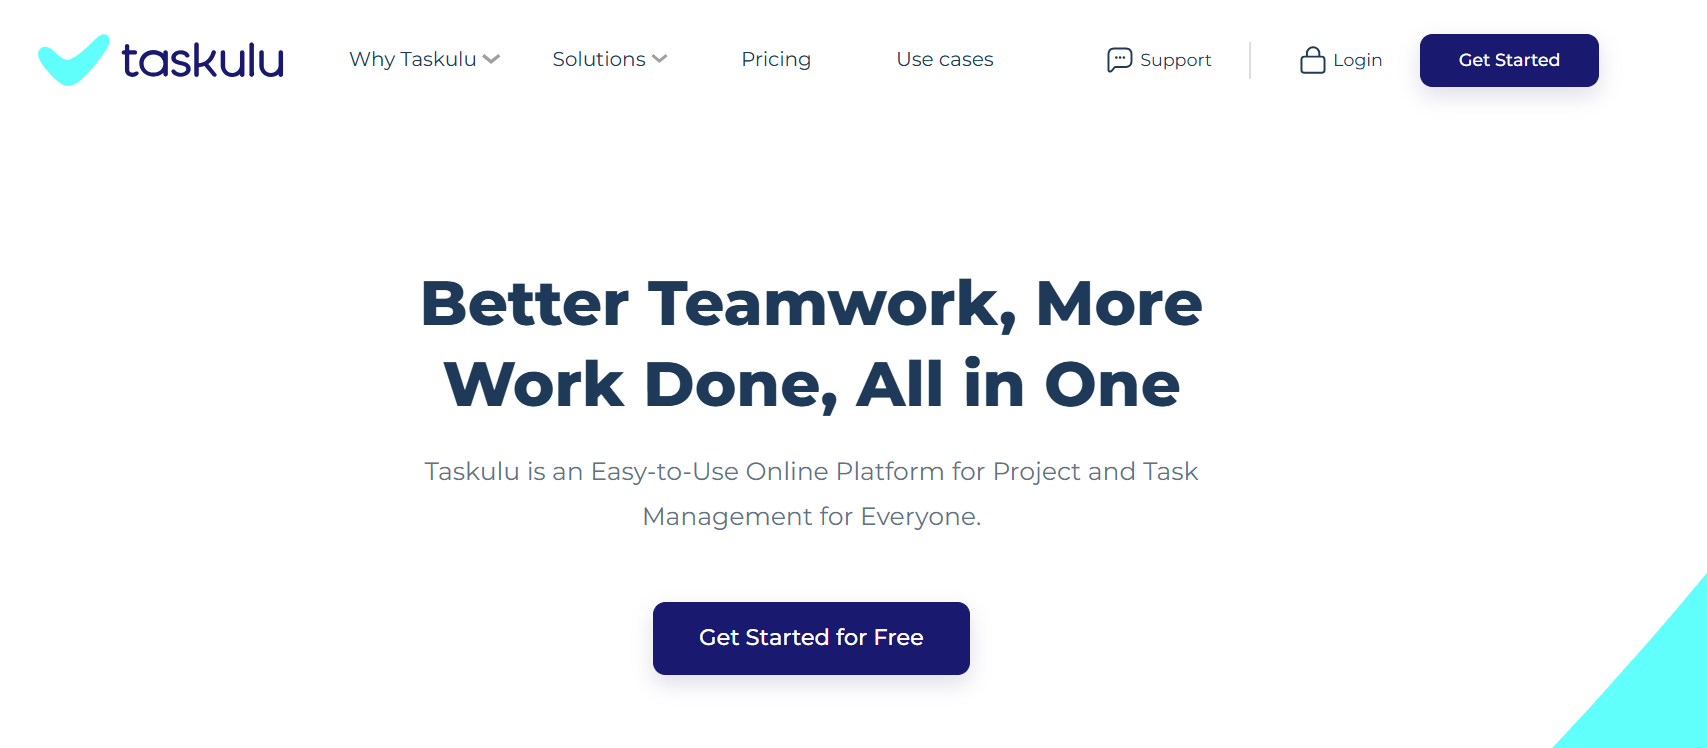 taskulu
Why Taskulu
Solutions
Pricing
Use cases
Support
Login
Get Started
Better Teamwork, More
Work Done, All in One
Taskulu is an Easy-to-Use Online Platform for Project and Task
Management for Everyone.
Get Started for Free